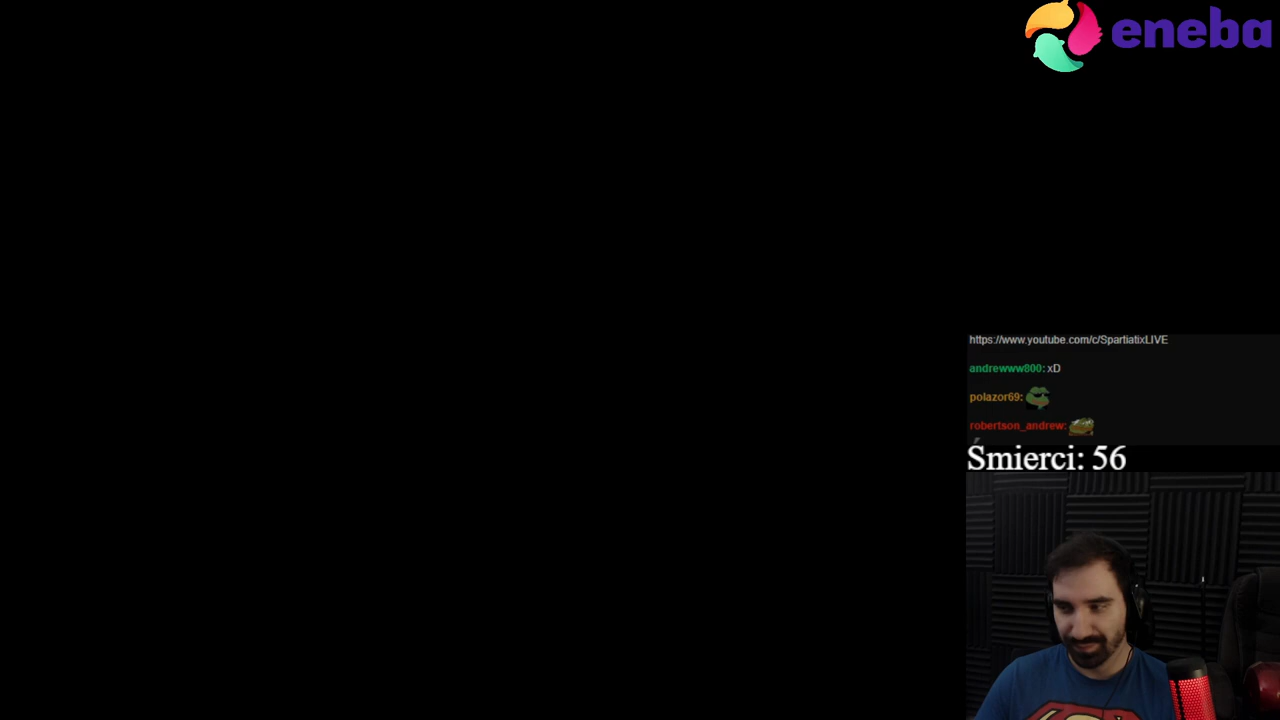 eneba
https://www.youtube.com/c/SpartiatixLIVE
andrewww800: xD
polazor69:
robertson_andrew:
Śmierci: 56